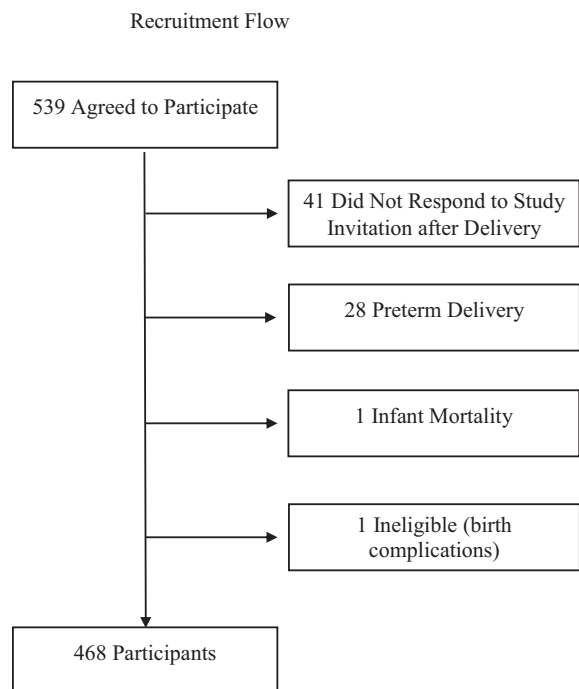 Recruitment Flow
539 Agreed to Participate
41 Did Not Respond to Study
Invitation after Delivery
28 Preterm Delivery
1 Infant Mortality
1 Ineligible (birth
complications)
468 Participants